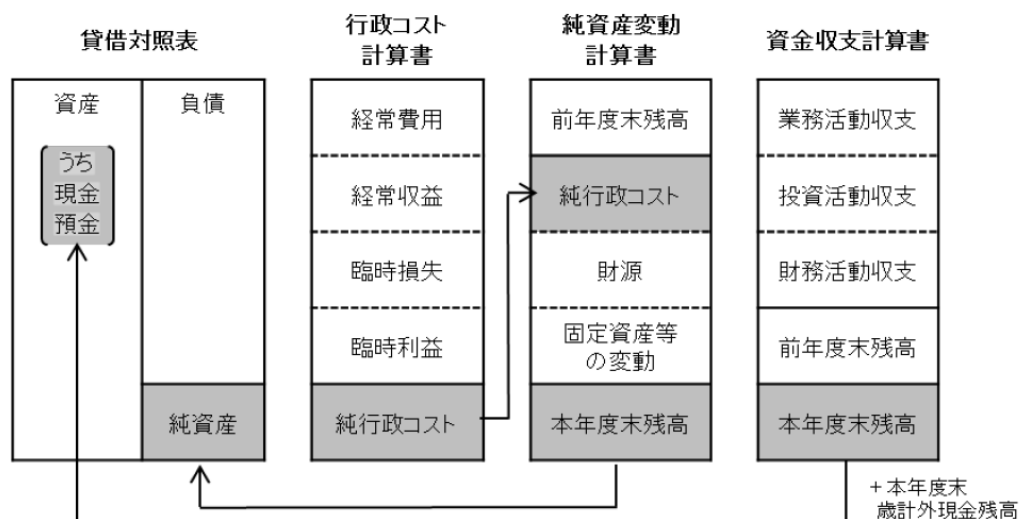 貸借対照表
資産
負債
うち
現金
預金
純資産
行政コスト
計算書
経常費用
経常収益
臨時損失
臨時利益
純行政コスト
純資産変動
計算書
前年度末残高
純行政コスト
財源
固定資産等
の変動
本年度末残高
資金収支計算書
業務活動収支
投資活動収支
財務活動収支
前年度末残高
本年度末残高
+本年度末
歳計外現金残高